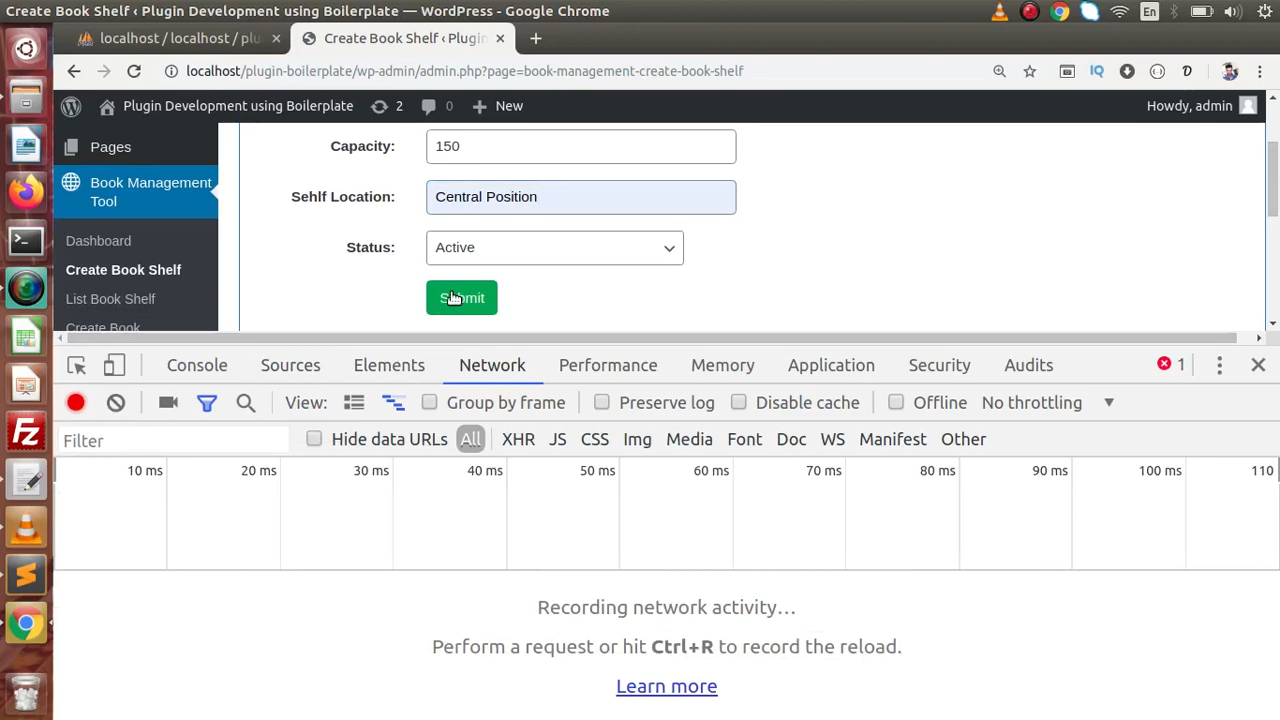 Create Book Shelf ‹ Plugin Development using Boilerplate — WordPress - Google Chrome
En
localhost / localhost / plu
Create Book Shelf ‹ Plugin
localhost/plugin-boilerplate/wp-admin/admin.php?page=book-management-create-book-shelf
IQ
Plugin Development using Boilerplate
2
0
New
Howdy, admin
Pages
Book Management
Tool
Dashboard
Create Book Shelf
List Book Shelf
Create Book
Capacity:
150
Sehlf Location:
Central Position
Status:
Active
Submit
Console
Sources
Elements
Network
Performance
Memory
Application
Security
Audits
1
View:
Group by frame
Preserve log
Disable cache
Offline
No throttling
Filter
Hide data URLs
All
XHR
JS
CSS
Img
Media
Font
Doc
WS
Manifest
Other
10 ms
20 ms
30 ms
40 ms
50 ms
60 ms
70 ms
80 ms
90 ms
100 ms
110
Recording network activity…
Perform a request or hit Ctrl+R to record the reload.
Learn more